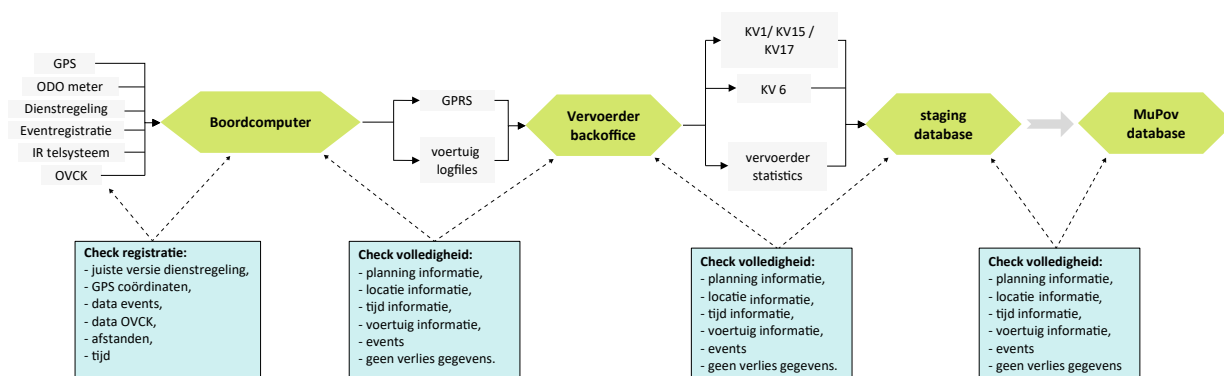 GPS
ODO meter
Dienstregeling
Eventregistratie
IR telsysteem
OVCK
Boordcomputer
GPRS
voertuig
logfiles
Vervoerder
backoffice
KV1/ KV15 /
KV17
KV 6
vervoerder
statistics
staging
database
MuPov
database
Check registratie:
- juiste versie dienstregeling,
- GPS coördinaten,
- data events,
- data OVCK,
- afstanden,
- tijd
Check volledigheid:
- planning informatie,
- locatie informatie,
- tijd informatie,
- voertuig informatie,
- events
- geen verlies gegevens.
Check volledigheid:
- planning informatie,
- locatie informatie,
- tijd informatie,
- voertuig informatie,
- events
- geen verlies gegevens.
Check volledigheid:
- planning informatie,
- locatie informatie,
- tijd informatie,
- voertuig informatie,
- events
- geen verlies gegevens